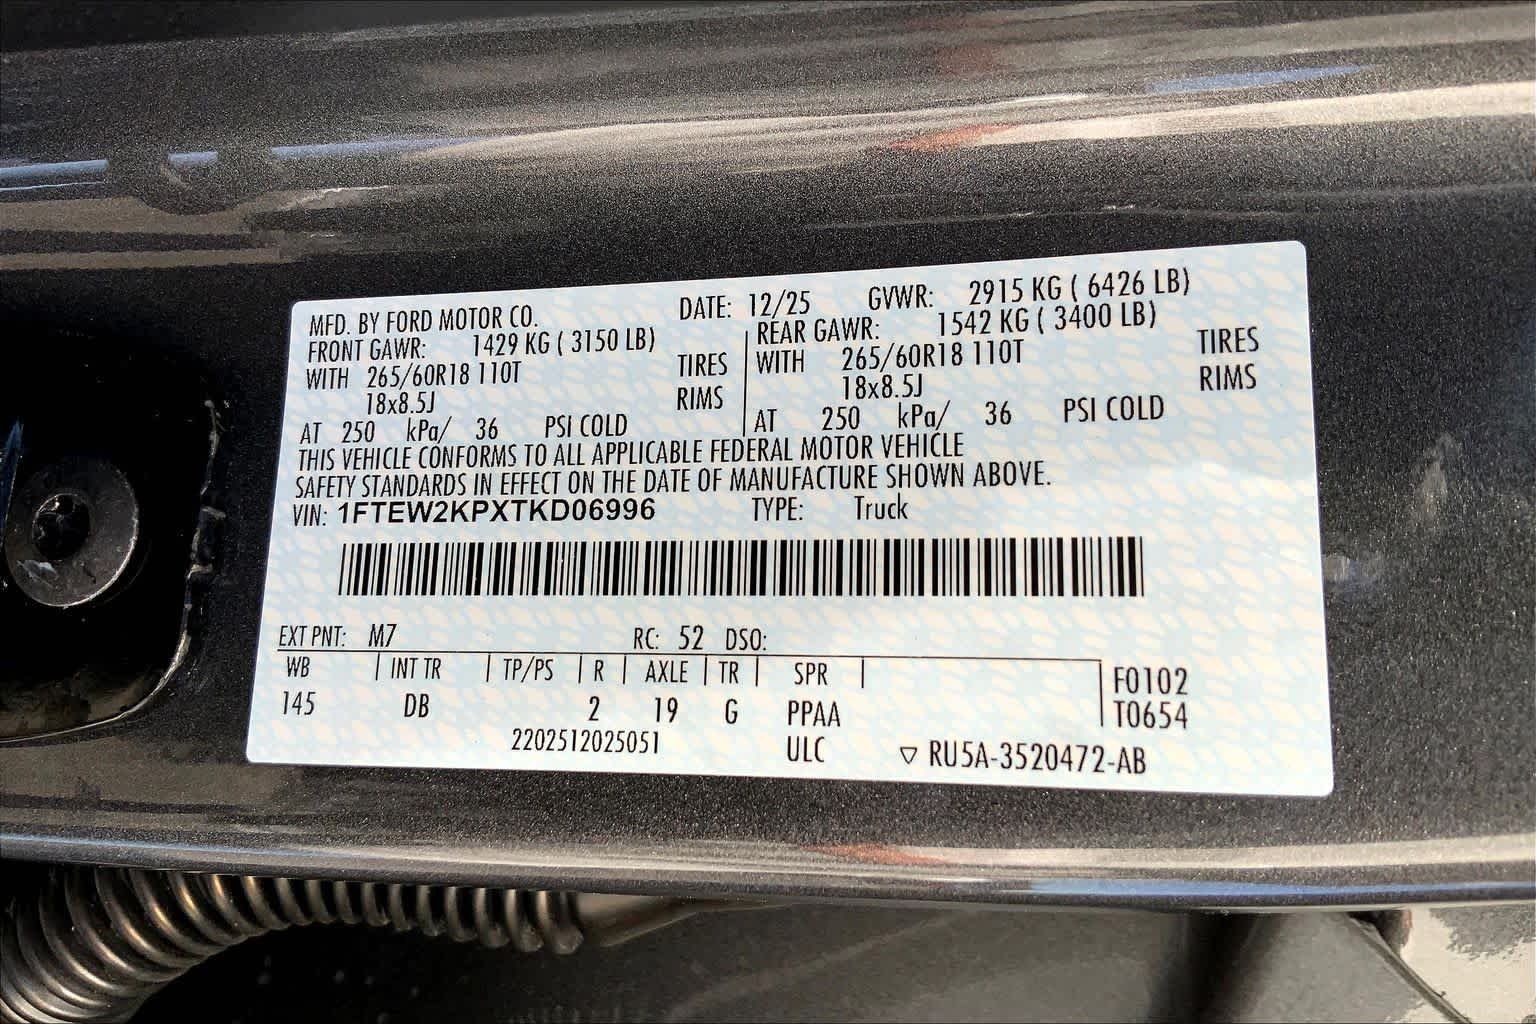 MFD. BY FORD MOTOR CO. DATE: 12/25 GVWR: 2915 KG ( 6426 LB)
FRONT GAWR: 1429 KG ( 3150 LB) REAR GAWR: 1542 KG ( 3400 LB)
WITH 265/60R18 110T TIRES WITH 265/60R18 110T TIRES
18x8.5J RIMS 18x8.5J RIMS
AT 250 kPa/ 36 PSI COLD AT 250 kPa/ 36 PSI COLD
THIS VEHICLE CONFORMS TO ALL APPLICABLE FEDERAL MOTOR VEHICLE
SAFETY STANDARDS IN EFFECT ON THE DATE OF MANUFACTURE SHOWN ABOVE.
VIN: 1FTEW2KPXTKD06996 TYPE: Truck
EXT PNT: M7 RC: 52 DSO:
WB INT TR TP/PS R AXLE TR SPR
145 DB 2 19 G PPAA
F0102
T0654
2202512025051 ULC ▽ RU5A-3520472-AB